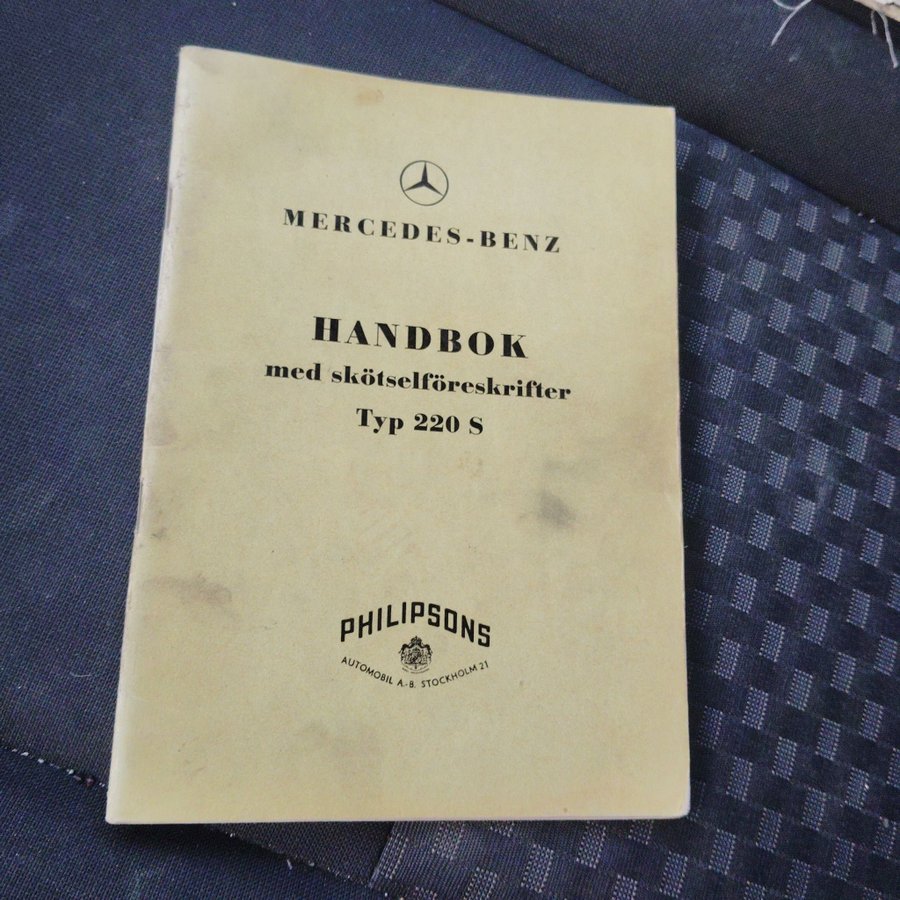 MERCEDES-BENZ
HANDBOK
med skötselföreskrifter
Typ 220 S
PHILIPSONS
AUTOMOBIL A.-B. STOCKHOLM 21